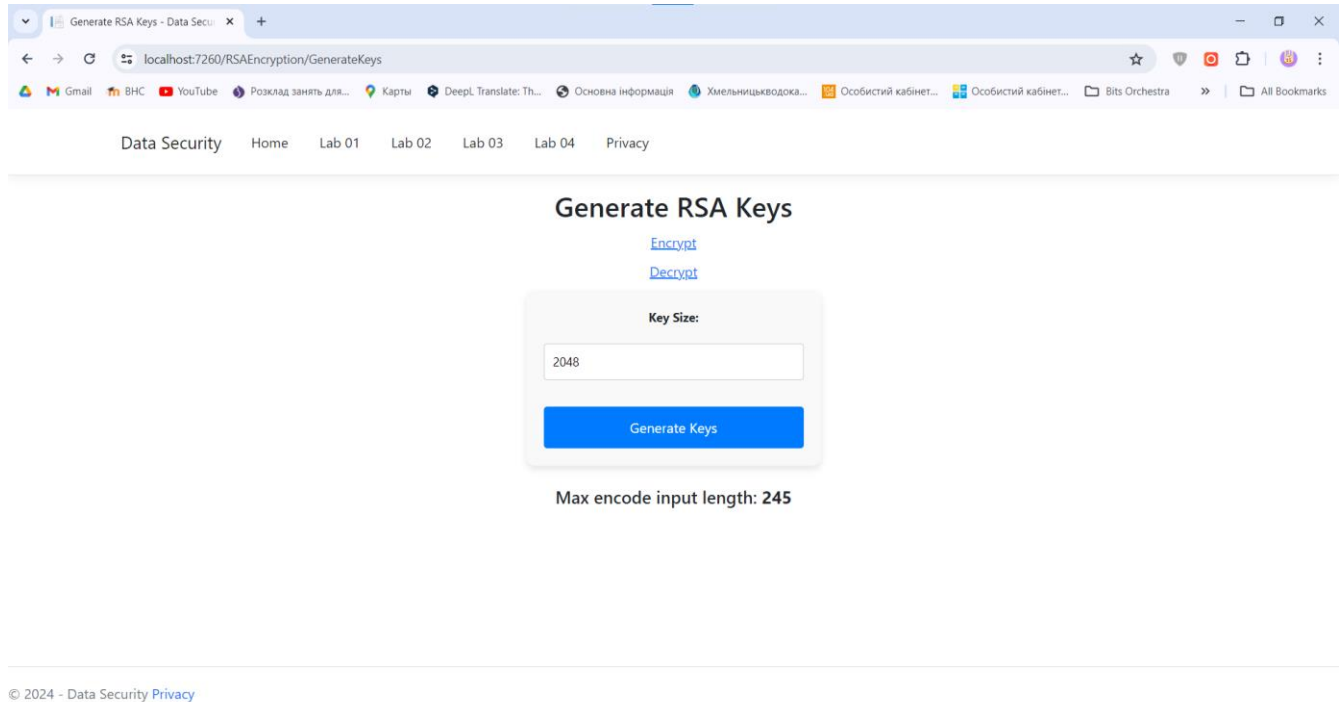 Generate RSA Keys - Data Secu
localhost:7260/RSAEncryption/GenerateKeys
Gmail ВНС YouTube Розклад занять для... Карты DeepL Translate: Th... Основна інформація Хмельницькводока... Особистий кабінет... Особистий кабінет... Bits Orchestra » All Bookmarks
Data Security Home Lab 01 Lab 02 Lab 03 Lab 04 Privacy
Generate RSA Keys
Encrypt
Decrypt
Key Size:
2048
Generate Keys
Max encode input length: 245
© 2024 - Data Security Privacy